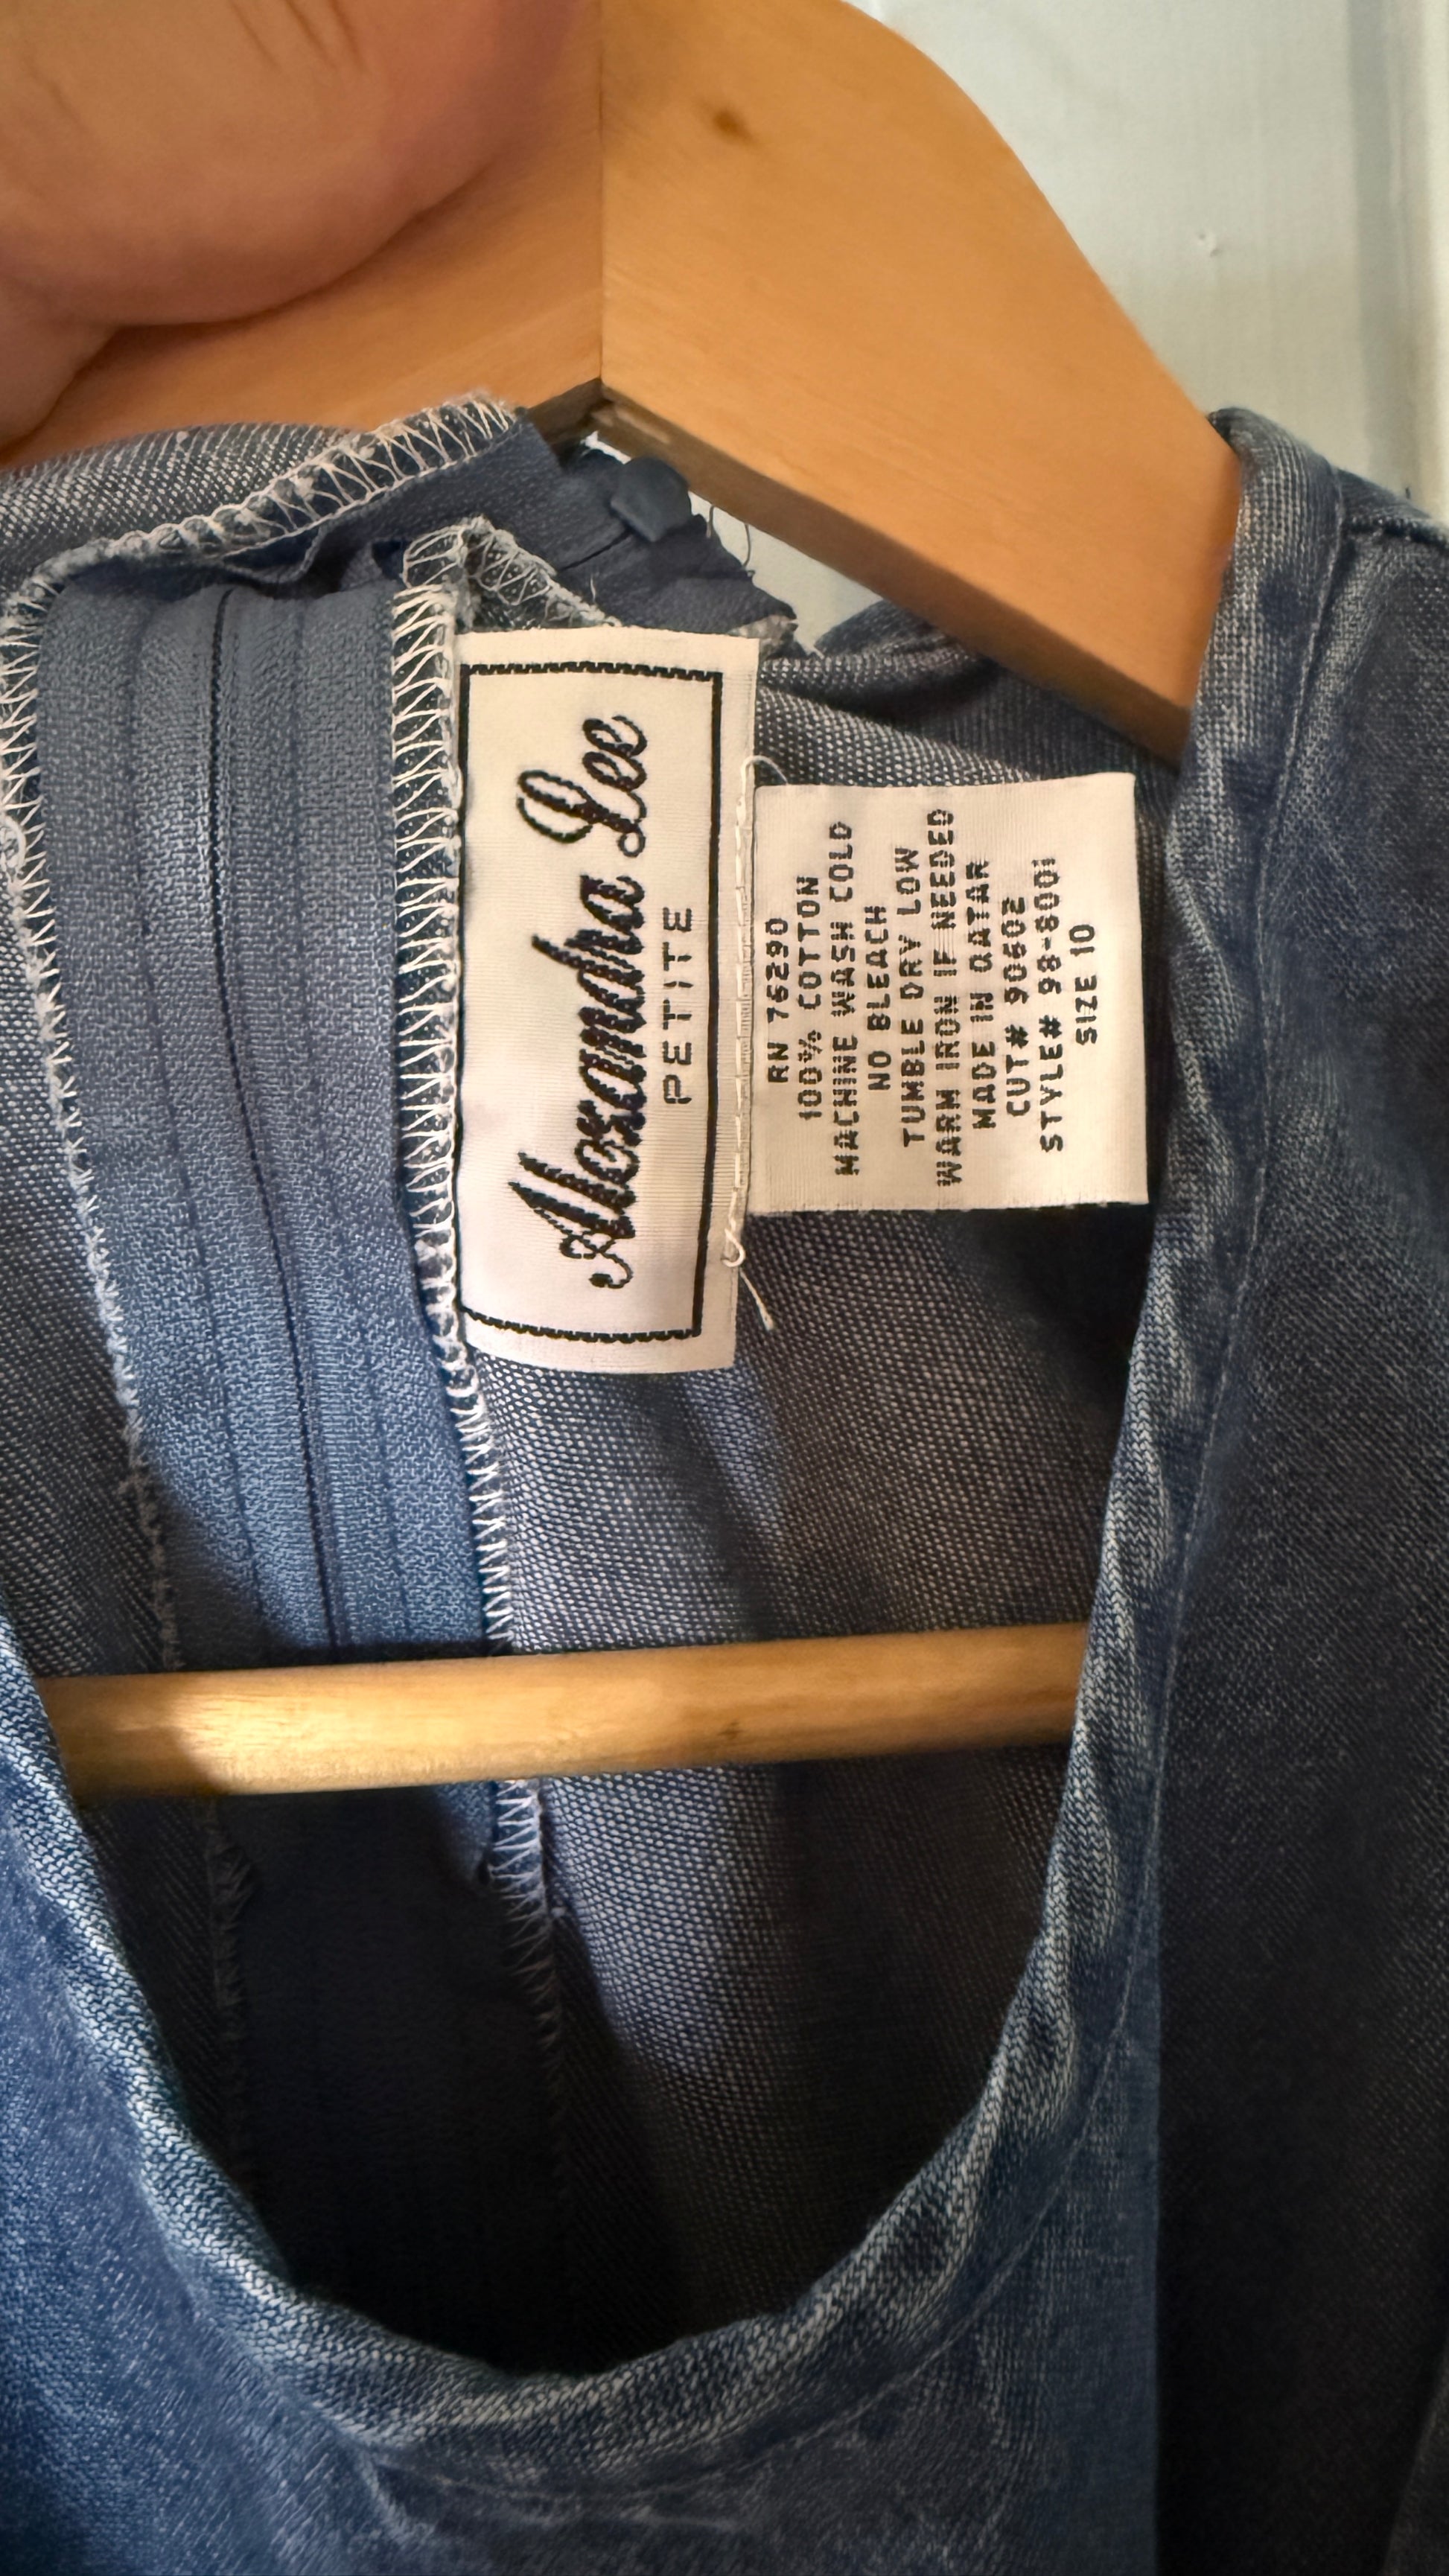 Alexandra Lee
PETITE
RN 76290
100% COTTON
MACHINE WASH COLD
NO BLEACH
TUMBLE DRY LOW
WARM IRON IF NEEDED
MADE IN QATAR
CUT# 90602
STYLE# 98-6001
SIZE 10